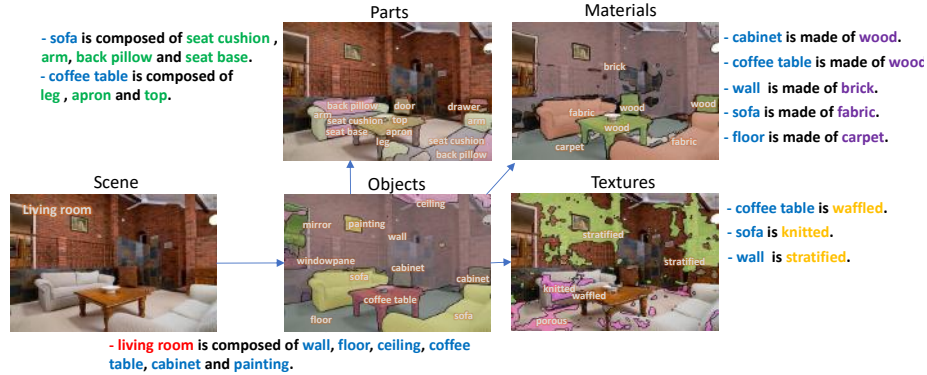 Parts
Materials
- sofa is composed of seat cushion ,
arm, back pillow and seat base.
- coffee table is composed of
leg , apron and top.
back pillow
door
drawer
arm
seat cushion
top
arm
seat base
apron
leg
seat cushion
back pillow
brick
fabric
wood
wood
wood
carpet
fabric
- cabinet is made of wood.
- coffee table is made of wood
- wall is made of brick.
- sofa is made of fabric.
- floor is made of carpet.
Scene
Objects
Textures
Living room
ceiling
mirror
painting
wall
windowpane
sofa
cabinet
cabinet
coffee table
floor
sofa
stratified
stratified
knitted
waffled
porous
- coffee table is waffled.
- sofa is knitted.
- wall is stratified.
- living room is composed of wall, floor, ceiling, coffee
table, cabinet and painting.